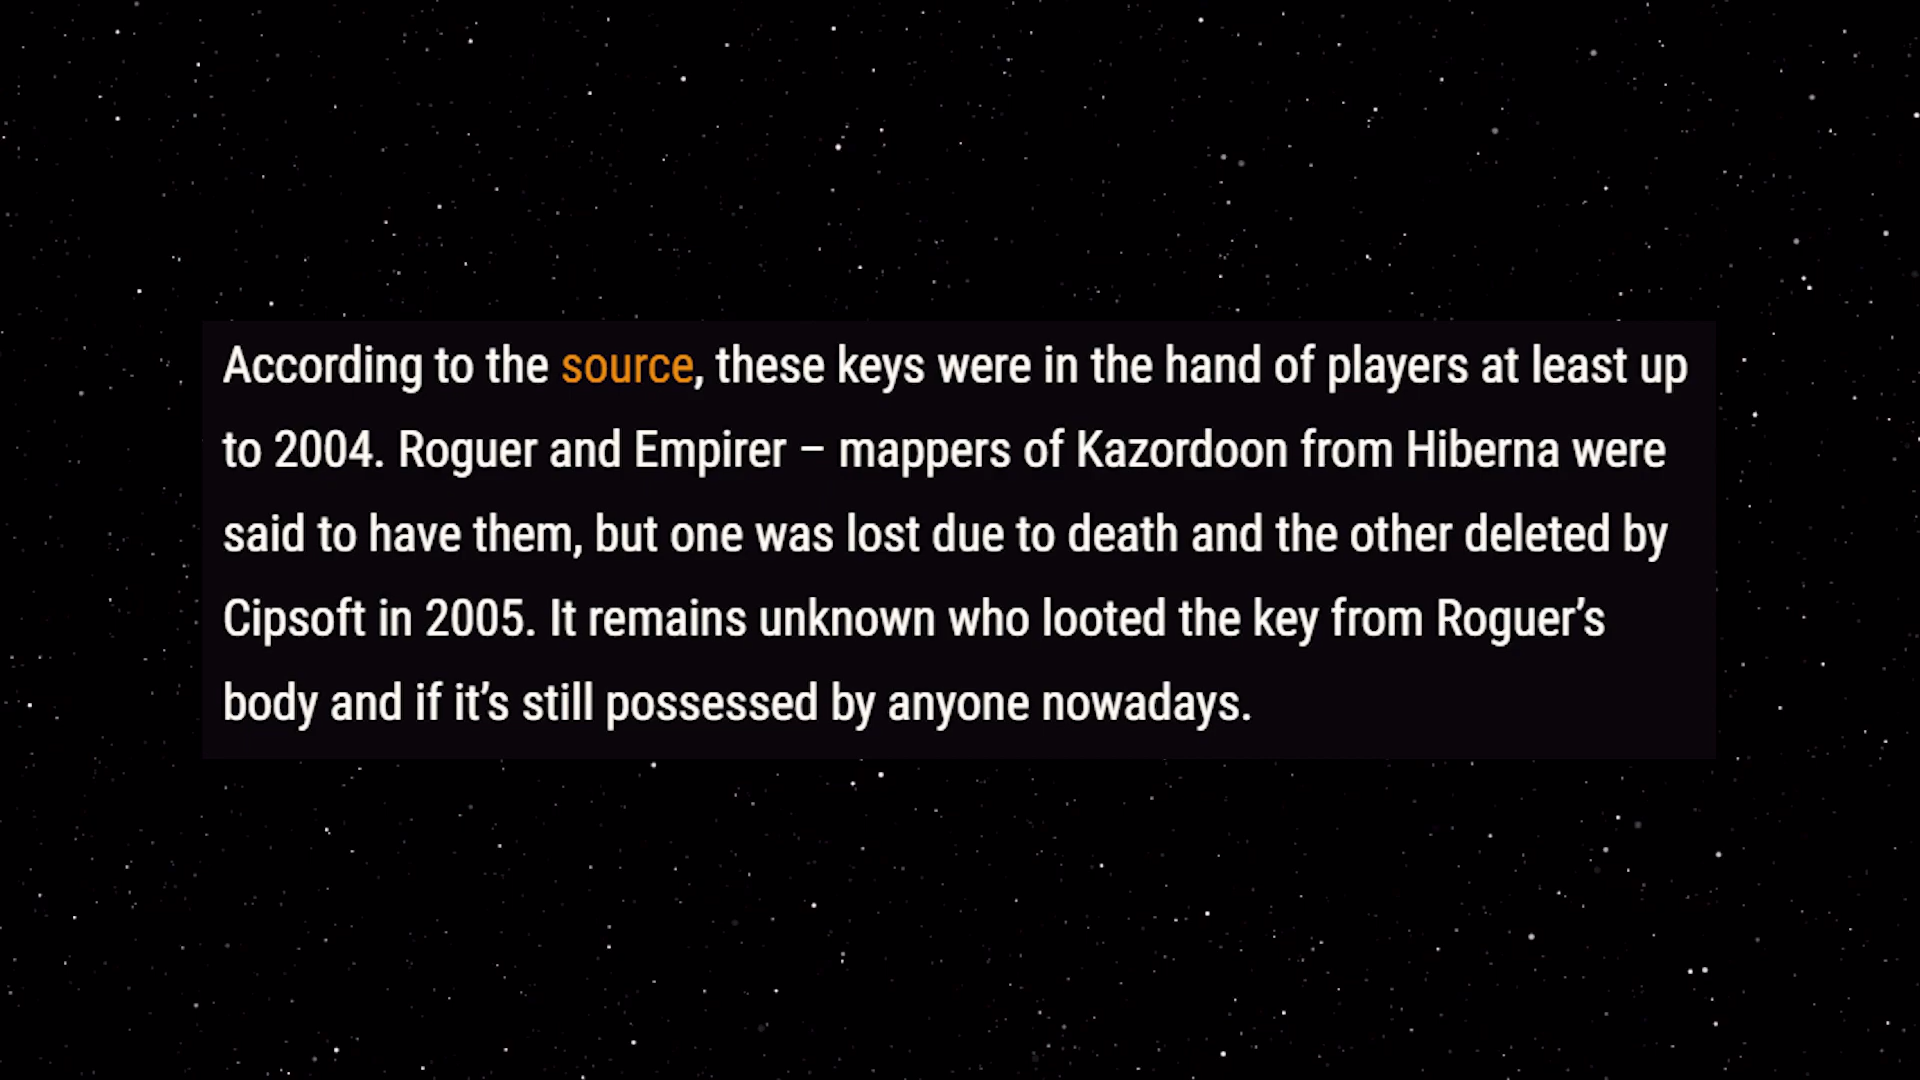 According to the source, these keys were in the hand of players at least up
to 2004. Roguer and Empirer – mappers of Kazordoon from Hiberna were
said to have them, but one was lost due to death and the other deleted by
Cipsoft in 2005. It remains unknown who looted the key from Roguer’s
body and if it’s still possessed by anyone nowadays.